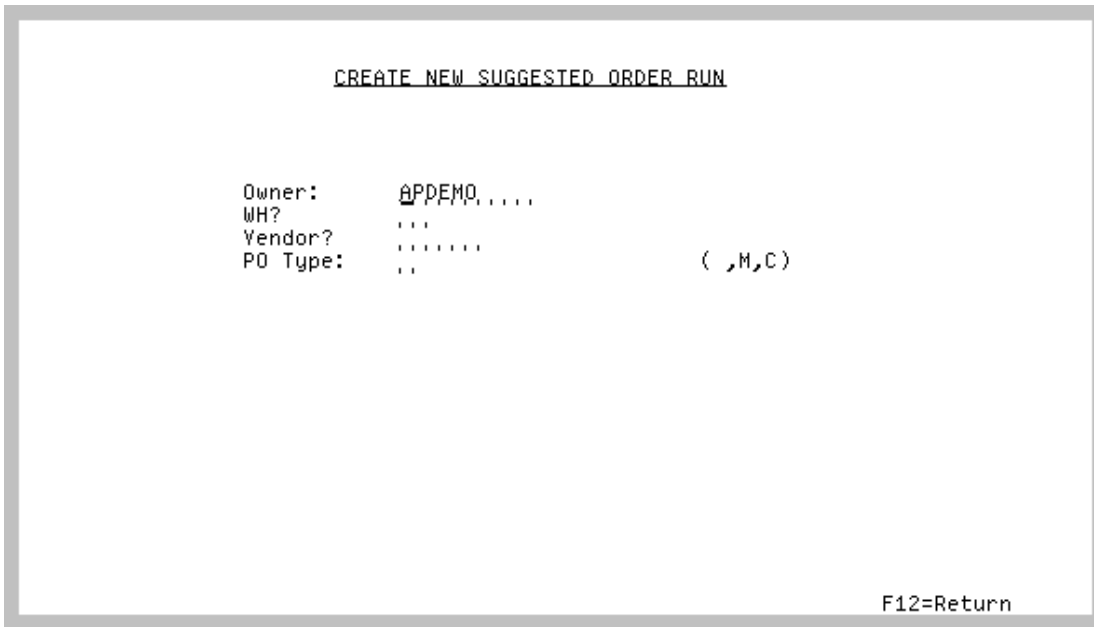 CREATE NEW SUGGESTED ORDER RUN
Owner: APDEMO
WH?
Vendor?
PO Type: ( ,M,C)
F12=Return